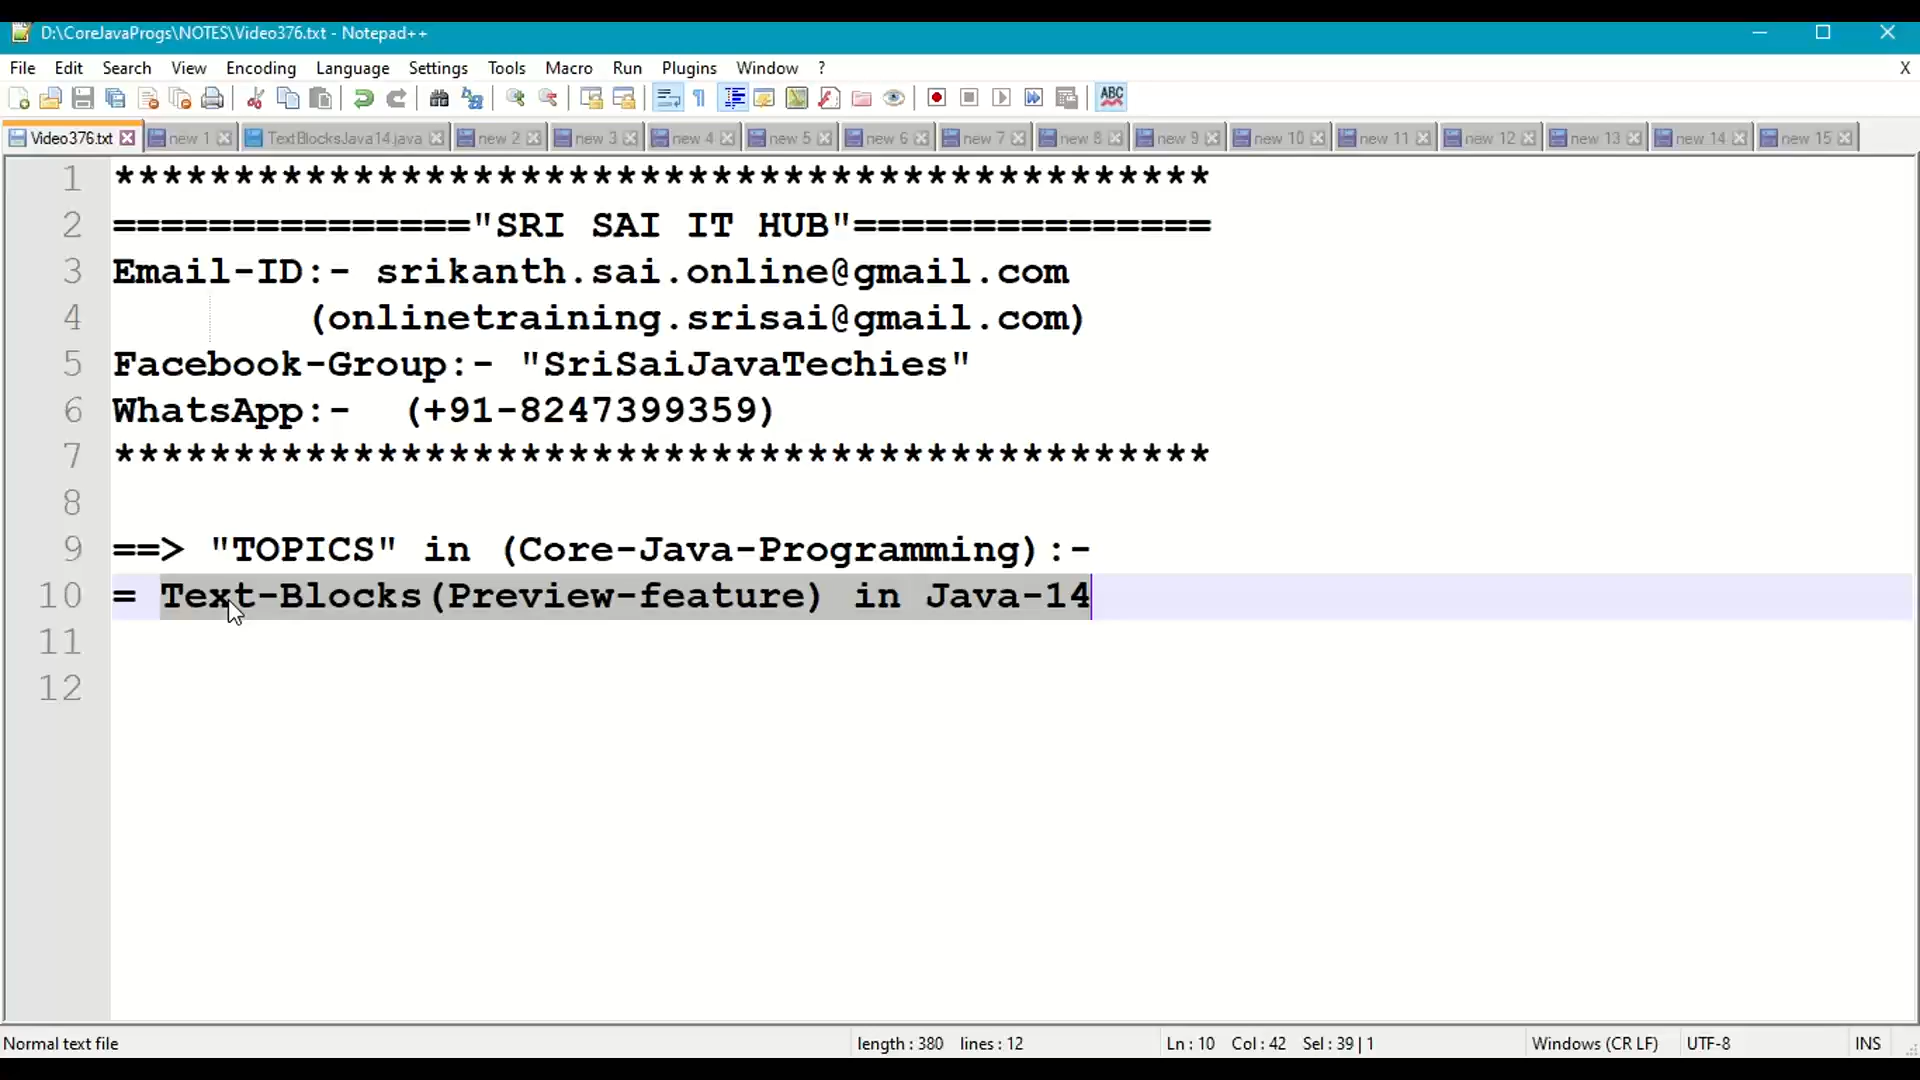 D:\CoreJavaProgs\NOTES\Video376.txt - Notepad++
File Edit Search View Encoding Language Settings Tools Macro Run Plugins Window ? X
ABC
Video376.txt new 1 TextBlocksJava14.java new 2 new 3 new 4 new 5 new 6 new 7 new 8 new 9 new 10 new 11 new 12 new 13 new 14 new 15
1 **********************************************
2 ==============="SRI SAI IT HUB"===============
3 Email-ID:- srikanth.sai.online@gmail.com
4 (onlinetraining.srisai@gmail.com)
5 Facebook-Group:- "SriSaiJavaTechies"
6 WhatsApp:- (+91-8247399359)
7 **********************************************
8
9 ==> "TOPICS" in (Core-Java-Programming):-
10 = Text-Blocks(Preview-feature) in Java-14
11
12
Normal text file length : 380 lines : 12 Ln : 10 Col : 42 Sel : 39 | 1 Windows (CR LF) UTF-8 INS